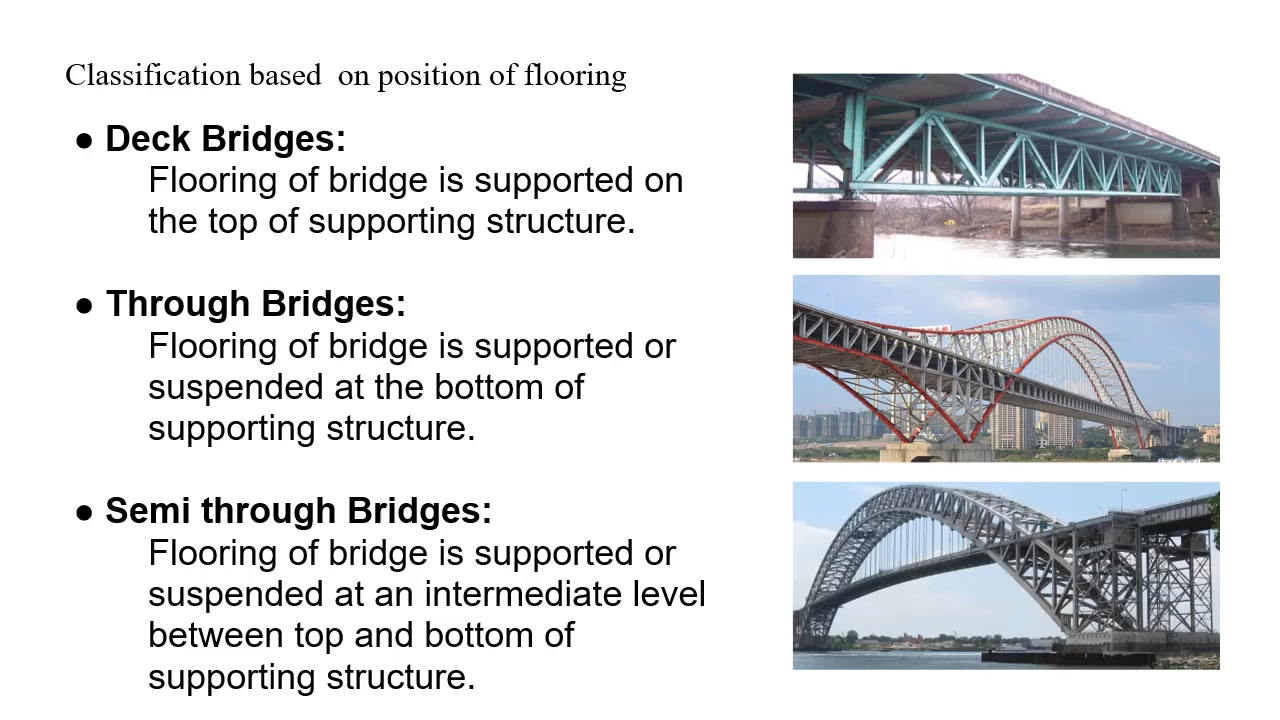 Classification based  on position of flooring
● Deck Bridges:
Flooring of bridge is supported on
the top of supporting structure.
● Through Bridges:
Flooring of bridge is supported or
suspended at the bottom of
supporting structure.
● Semi through Bridges:
Flooring of bridge is supported or
suspended at an intermediate level
between top and bottom of
supporting structure.